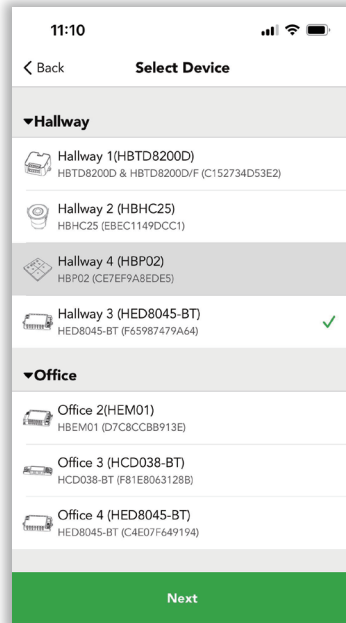 11:10
Back Select Device
Hallway
Hallway 1(HBTD8200D)
HBTD8200D & HBTD8200D/F (C152734D53E2)
Hallway 2 (HBHC25)
HBHC25 (EBEC1149DCC1)
Hallway 4 (HBP02)
HBP02 (CE7EF9A8EDE5)
Hallway 3 (HED8045-BT)
HED8045-BT (F65987479A64)
Office
Office 2(HEM01)
HBEM01 (D7C8CCBB913E)
Office 3 (HCD038-BT)
HCD038-BT (F81E8063128B)
Office 4 (HED8045-BT)
HED8045-BT (C4E07F649194)
Next